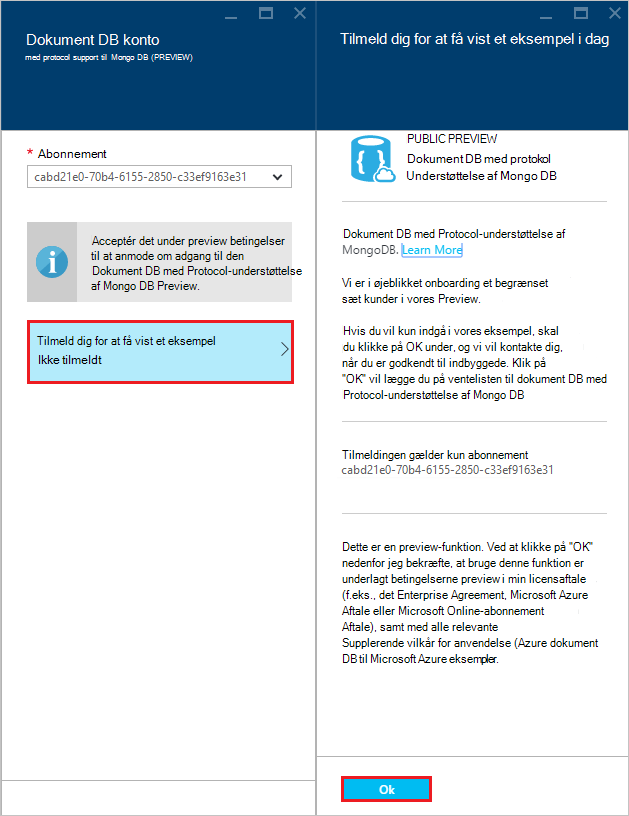 Dokument DB konto
med protocol support til Mongo DB (PREVIEW)
* Abonnement
cabd21e0-70b4-6155-2850-c33ef9163e31
Acceptér det under preview betingelser
til at anmode om adgang til den
Dokument DB med Protocol-understøttelse
af Mongo DB Preview.
Tilmeld dig for at få vist et eksempel
Ikke tilmeldt
Tilmeld dig for at få vist et eksempel i dag
PUBLIC PREVIEW
Dokument DB med protokol
Understøttelse af Mongo DB
Dokument DB med Protocol-understøttelse af
MongoDB. Learn More
Vi er i øjeblikket onboarding et begrænset
sæt kunder i vores Preview.
Hvis du vil kun indgå i vores eksempel, skal
du klikke på OK under, og vi vil kontakte dig,
når du er godkendt til indbyggede. Klik på
"OK" vil lægge du på ventelisten til dokument DB med
Protocol-understøttelse af Mongo DB
Tilmeldingen gælder kun abonnement
cabd21e0-70b4-6155-2850-c33ef9163e31
Dette er en preview-funktion. Ved at klikke på "OK"
nedenfor jeg bekræfte, at bruge denne funktion er
underlagt betingelserne preview i min licensaftale
(f.eks., det Enterprise Agreement, Microsoft Azure
Aftale eller Microsoft Online-abonnement
Aftale), samt med alle relevante
Supplerende vilkår for anvendelse (Azure dokument
DB til Microsoft Azure eksempler.
Ok